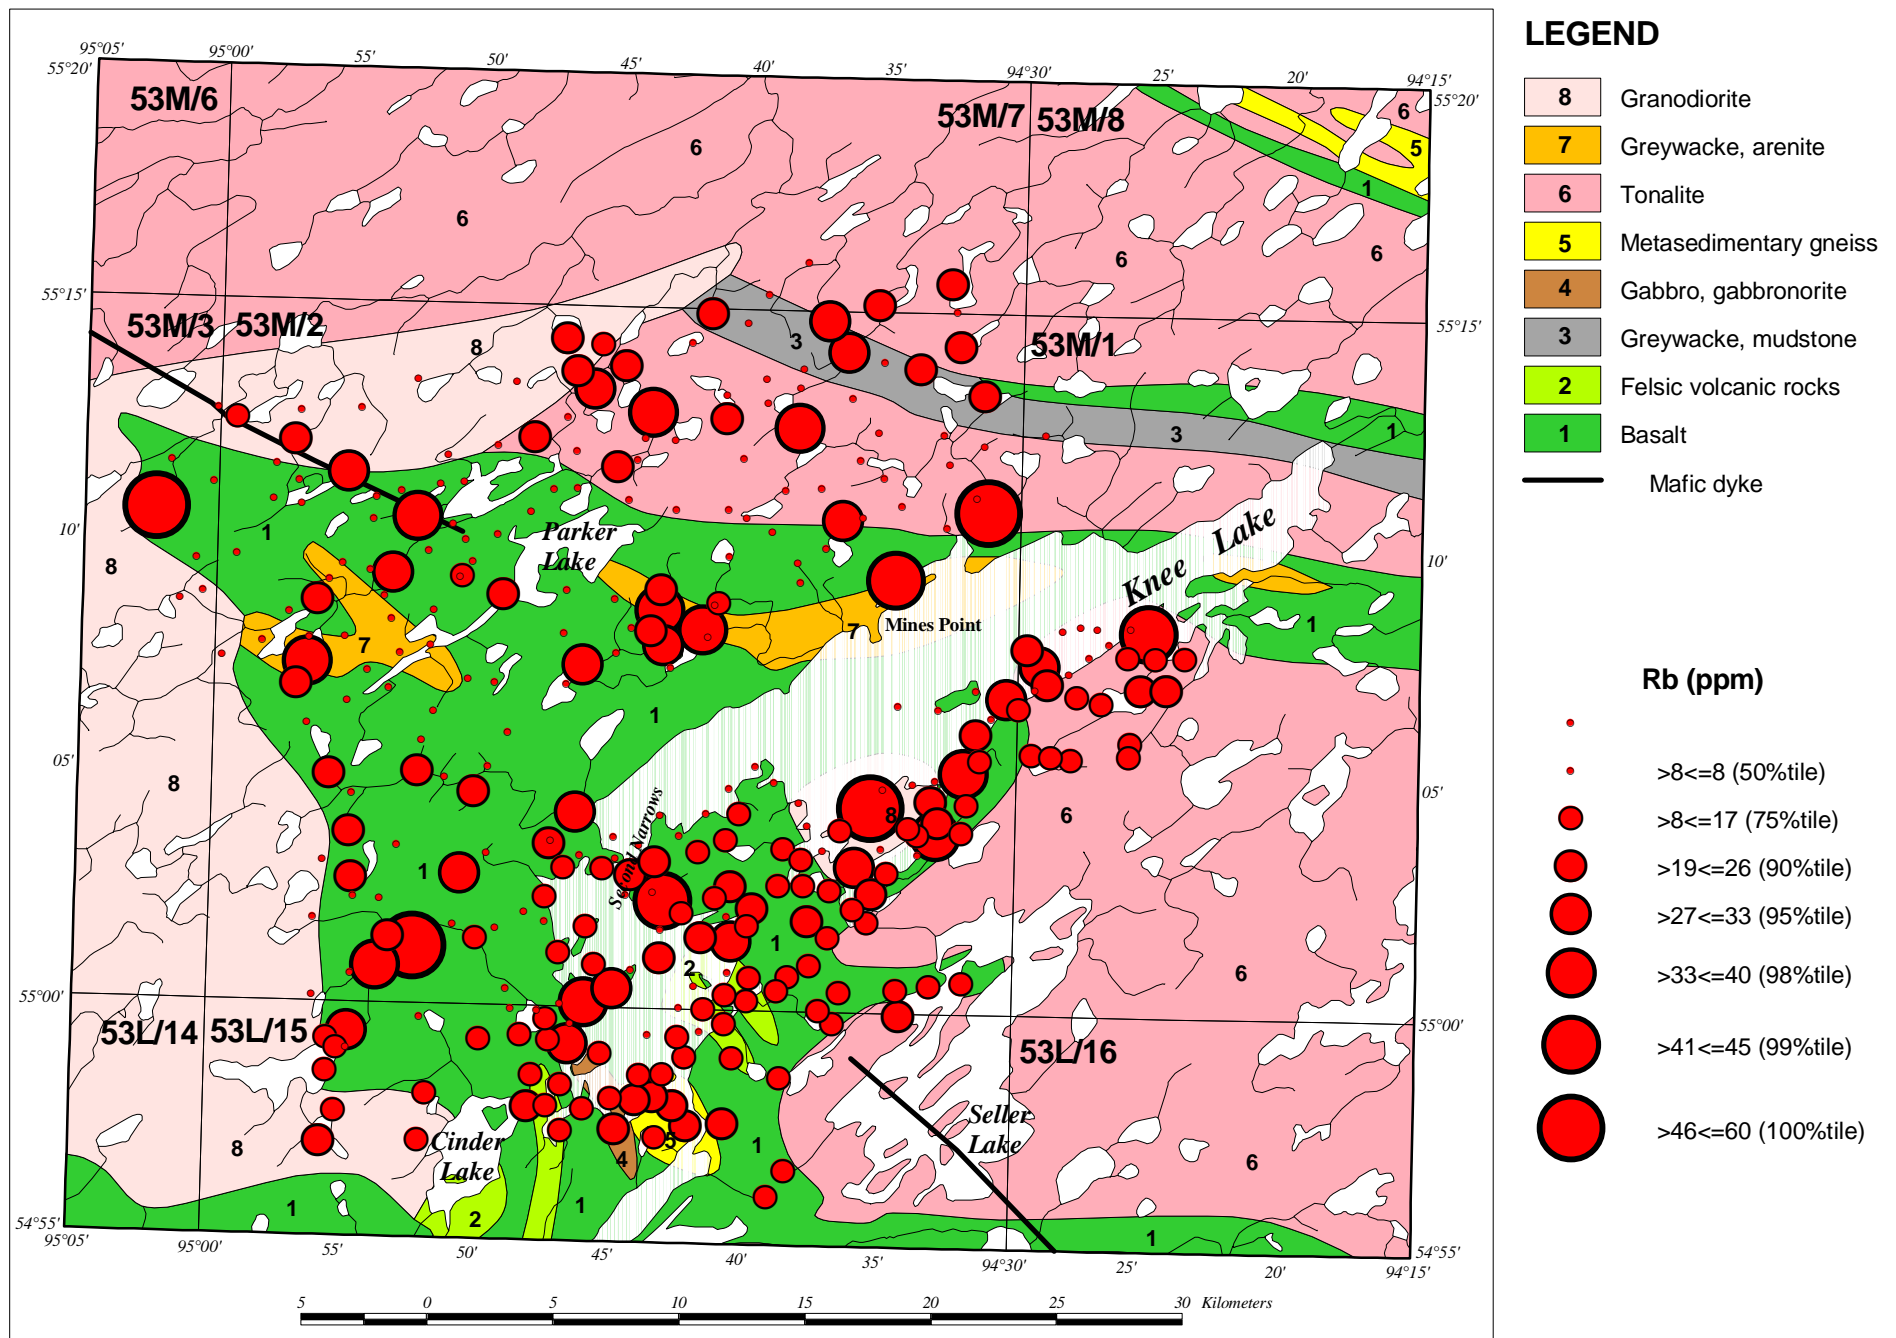 95°05'
95°00'
55'
50'
45'
40'
35'
94°30'
25'
20'
94°15'
55°20'
55°20'
53M/6
53M/7
53M/8
6
6
5
1
6
6
6
6
55°15'
55°15'
53M/3
53M/2
53M/1
8
3
3
1
10'
10'
Parker
Lake
Knee Lake
1
8
7
7
Mines Point
1
1
05'
05'
8
8
6
Second Narrows
1
1
2
6
55°00'
55°00'
53L/14
53L/15
53L/16
Cinder
Lake
Seller
Lake
8
5
4
1
6
1
2
1
1
54°55'
54°55'
95°05'
95°00'
55'
50'
45'
40'
35'
94°30'
25'
20'
94°15'
5 0 5 10 15 20 25 30 Kilometers
LEGEND
8 Granodiorite
7 Greywacke, arenite
6 Tonalite
5 Metasedimentary gneiss
4 Gabbro, gabbronorite
3 Greywacke, mudstone
2 Felsic volcanic rocks
1 Basalt
Mafic dyke
Rb (ppm)
>8<=8 (50%tile)
>8<=17 (75%tile)
>19<=26 (90%tile)
>27<=33 (95%tile)
>33<=40 (98%tile)
>41<=45 (99%tile)
>46<=60 (100%tile)